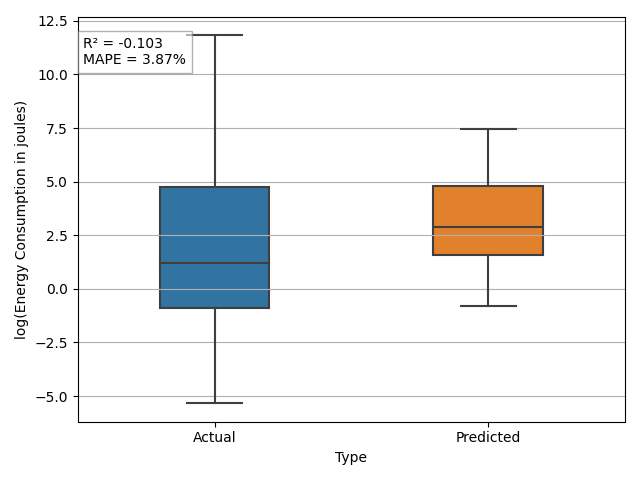 12.5
10.0
7.5
5.0
2.5
0.0
−2.5
−5.0
log(Energy Consumption in joules)
R² = -0.103
MAPE = 3.87%
Actual
Predicted
Type